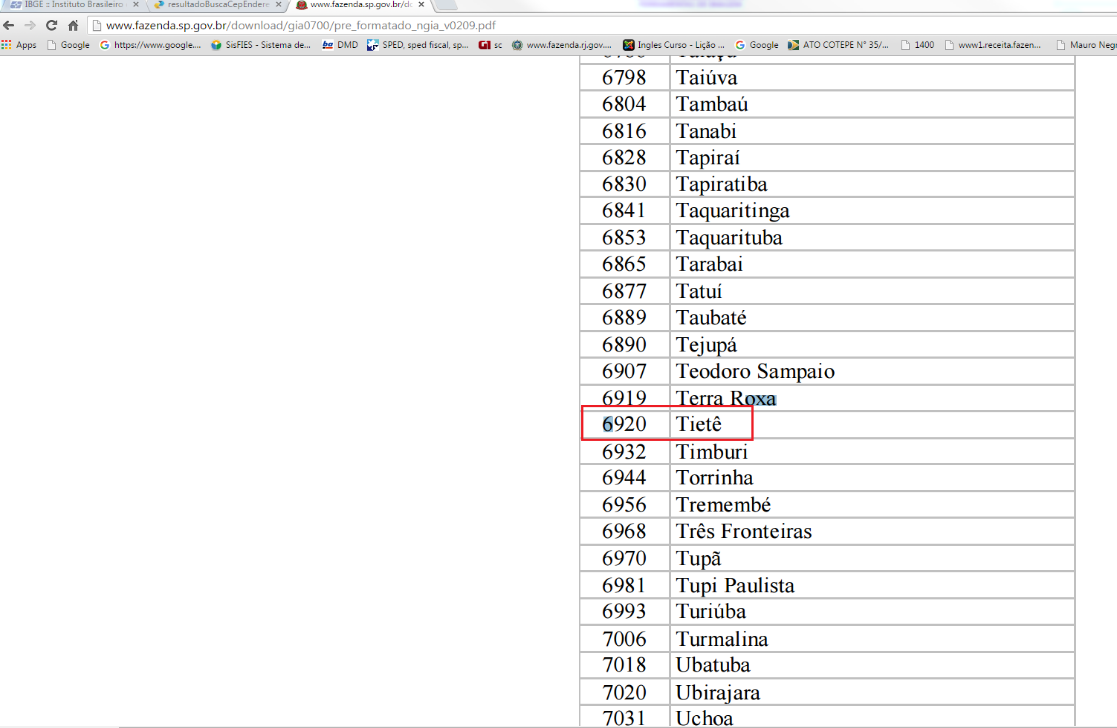 IBGE :: Instituto Brasileiro
resultadoBuscaCepEndere
www.fazenda.sp.gov.br/do
www.fazenda.sp.gov.br/download/gia0700/pre_formatado_ngia_v0209.pdf
Apps Google https://www.google.... SisFIES - Sistema de... DMD SPED, sped fiscal, sp... sc www.fazenda.rj.gov.... Ingles Curso - Lição ... Google ATO COTEPE N° 35/... 1400 www1.receita.fazen... Mauro Neg
6798 Taiúva
6804 Tambaú
6816 Tanabi
6828 Tapiraí
6830 Tapiratiba
6841 Taquaritinga
6853 Taquarituba
6865 Tarabai
6877 Tatuí
6889 Taubaté
6890 Tejupá
6907 Teodoro Sampaio
6919 Terra Roxa
6920 Tietê
6932 Timburi
6944 Torrinha
6956 Tremembé
6968 Três Fronteiras
6970 Tupã
6981 Tupi Paulista
6993 Turiúba
7006 Turmalina
7018 Ubatuba
7020 Ubirajara
7031 Uchoa